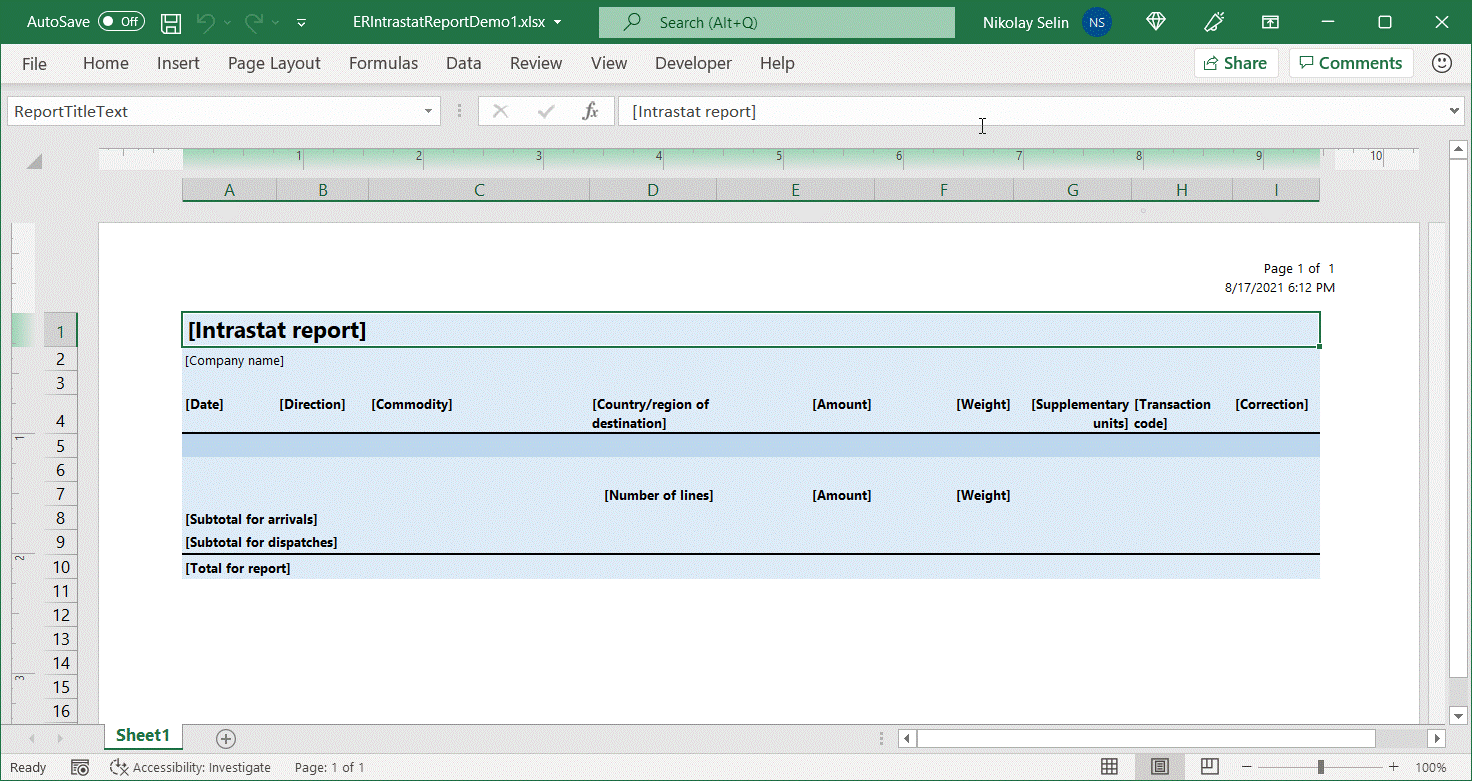 AutoSave Off ERIntrastatReportDemo1.xlsx Search (Alt+Q) Nikolay Selin NS
File Home Insert Page Layout Formulas Data Review View Developer Help Share Comments
ReportTitleText fx [Intrastat report]
1 2 3 4 5 6 7 8 9 10
A B C D E F G H I
Page 1 of 1
8/17/2021 6:12 PM
1 [Intrastat report]
2 [Company name]
3
[Date] [Direction] [Commodity] [Country/region of [Amount] [Weight] [Supplementary [Transaction [Correction]
4 destination] units] code]
1 5
6
7 [Number of lines] [Amount] [Weight]
8 [Subtotal for arrivals]
9 [Subtotal for dispatches]
2 10 [Total for report]
11
12
13
14
3 15
16
Sheet1
Ready Accessibility: Investigate Page: 1 of 1 100%